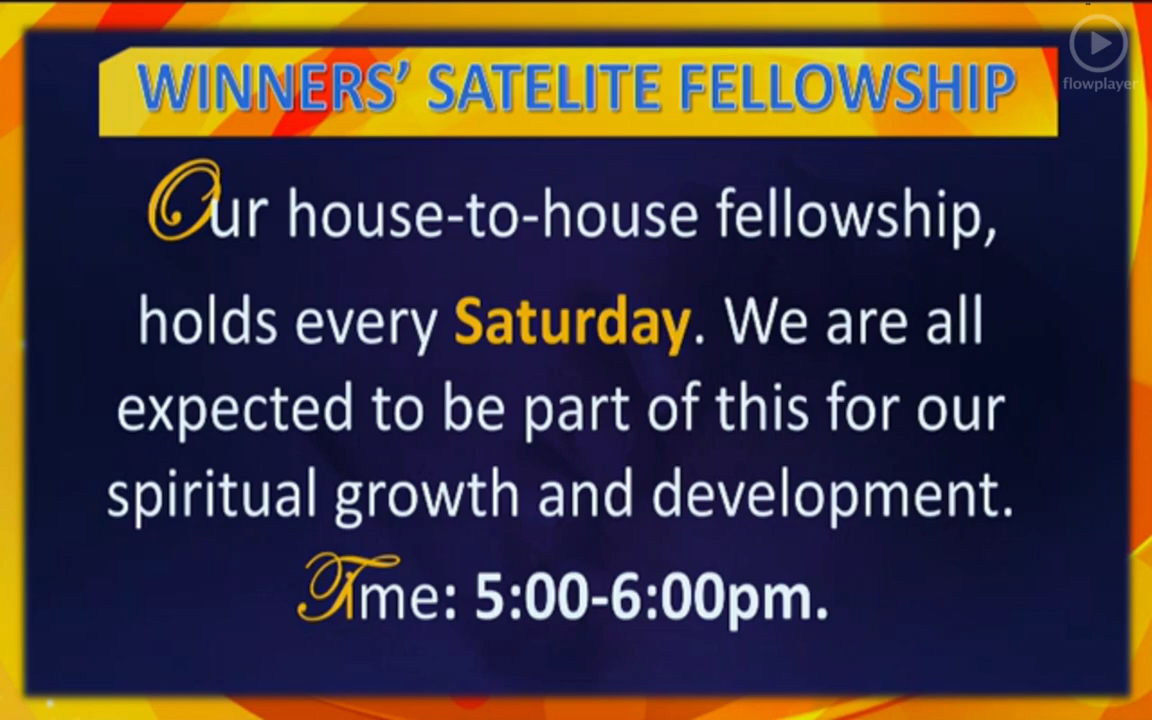 flowplayer
WINNERS’ SATELITE FELLOWSHIP
Our house-to-house fellowship,
holds every Saturday. We are all
expected to be part of this for our
spiritual growth and development.
Time: 5:00-6:00pm.